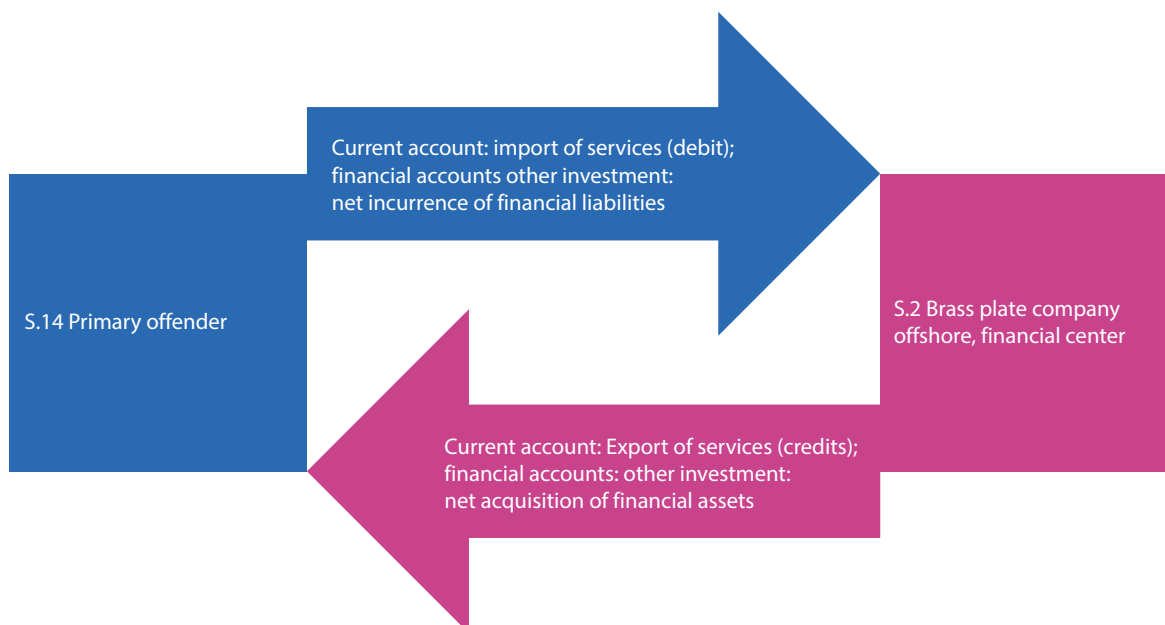 Current account: import of services (debit);
financial accounts other investment:
net incurrence of financial liabilities
S.14 Primary offender
S.2 Brass plate company
offshore, financial center
Current account: Export of services (credits);
financial accounts: other investment:
net acquisition of financial assets